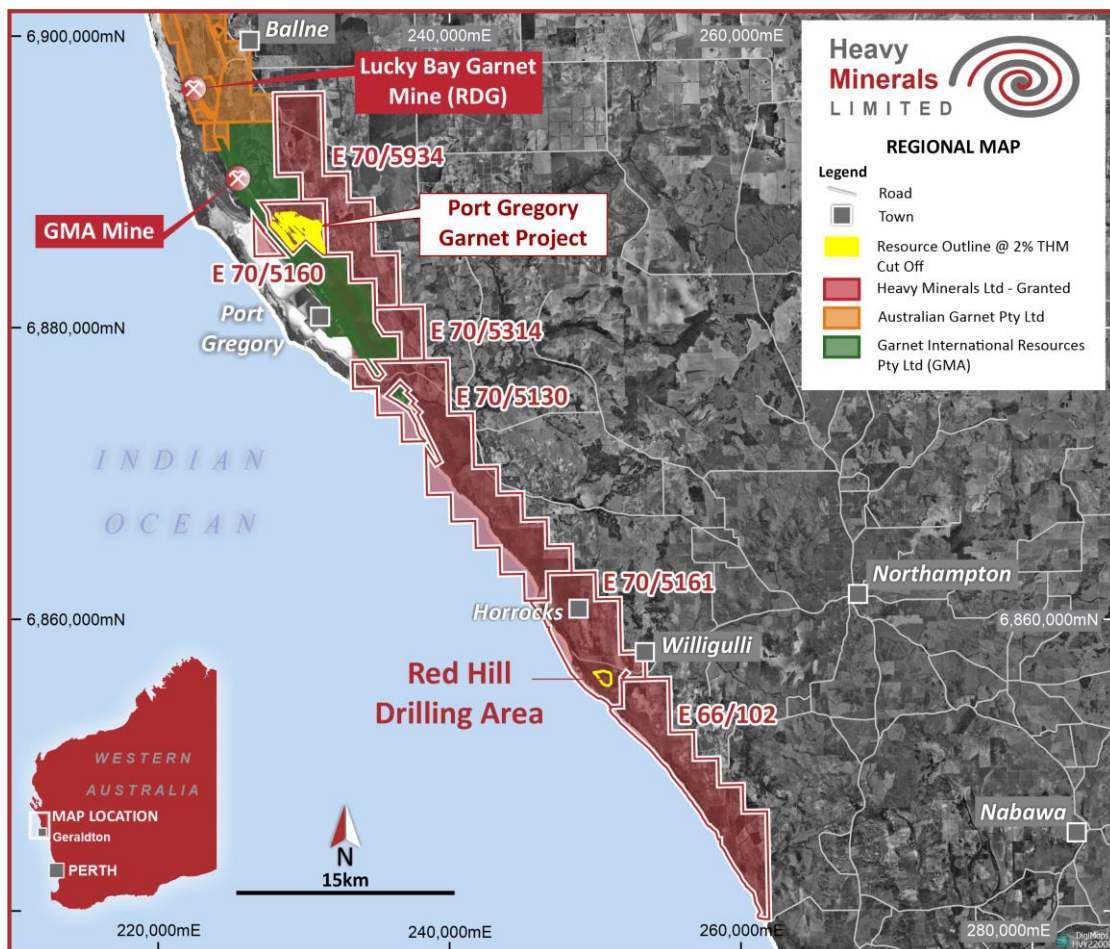 6,900,000mN
Ballne
240,000mE
260,000mE
Lucky Bay Garnet
Mine (RDG)
E 70/5934
GMA Mine
Port Gregory
Garnet Project
E 70/5160
Port
Gregory
6,880,000mN
E 70/5314
E 70/5130
INDIAN
OCEAN
E 70/5161
Northampton
Horrocks
6,860,000mN
6,860,000mN
Willigulli
Red Hill
Drilling Area
E 66/102
Nabawa
Heavy
Minerals
LIMITED
REGIONAL MAP
Legend
Road
Town
Resource Outline @ 2% THM
Cut Off
Heavy Minerals Ltd - Granted
Australian Garnet Pty Ltd
Garnet International Resources
Pty Ltd (GMA)
WESTERN
AUSTRALIA
MAP LOCATION
Geraldton
PERTH
N
15km
220,000mE
240,000mE
260,000mE
280,000mE
DigiMaps